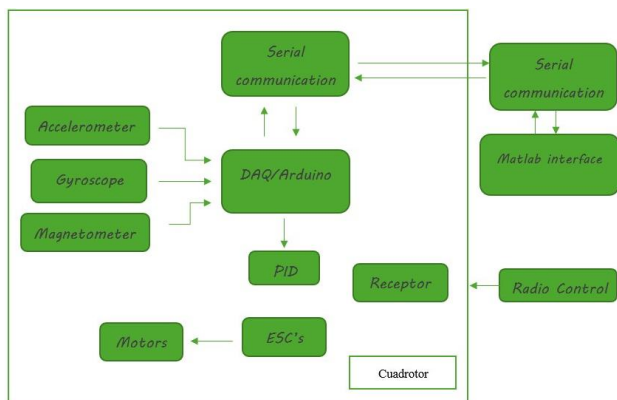 Serial
communication
Serial
communication
Accelerometer
Gyroscope
Magnetometer
DAQ/Arduino
Matlab interface
PID
Receptor
Radio Control
Motors
ESC's
Cuadrotor